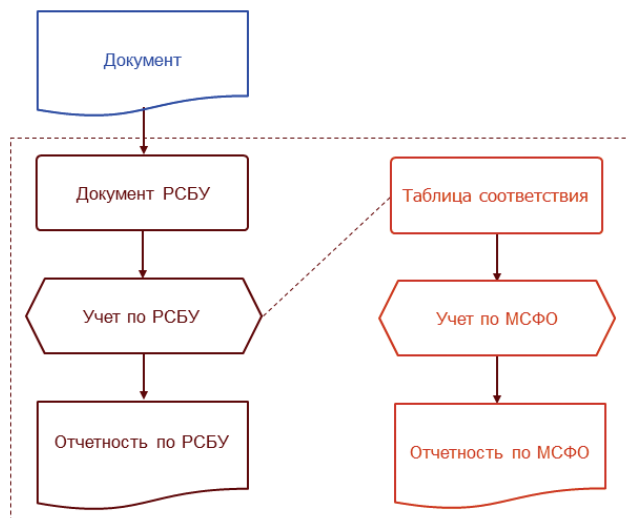 Документ
Документ РСБУ
Таблица соответствия
Учет по РСБУ
Учет по МСФО
Отчетность по РСБУ
Отчетность по МСФО